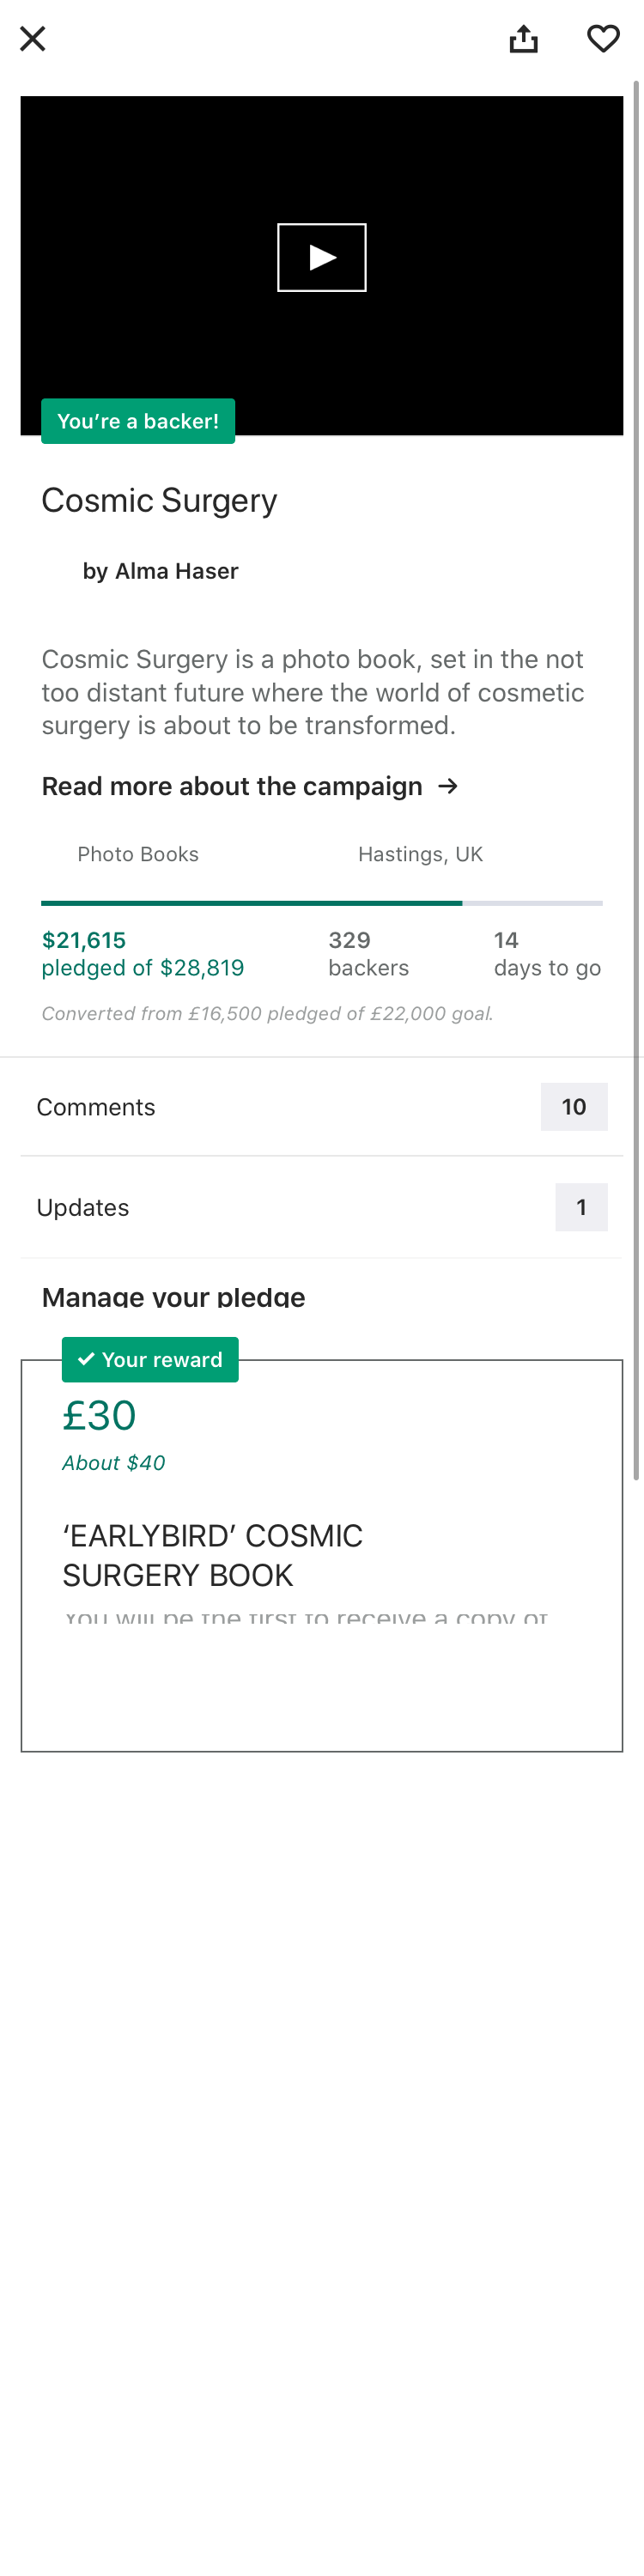 You’re a backer!
Cosmic Surgery
by Alma Haser
Cosmic Surgery is a photo book, set in the not
too distant future where the world of cosmetic
surgery is about to be transformed.
Read more about the campaign →
Photo Books
Hastings, UK
$21,615
pledged of $28,819
329
backers
14
days to go
Converted from £16,500 pledged of £22,000 goal.
Comments
10
Updates
1
Manage your pledge
✓ Your reward
£30
About $40
‘EARLYBIRD’ COSMIC
SURGERY BOOK
You will be the first to receive a copy of